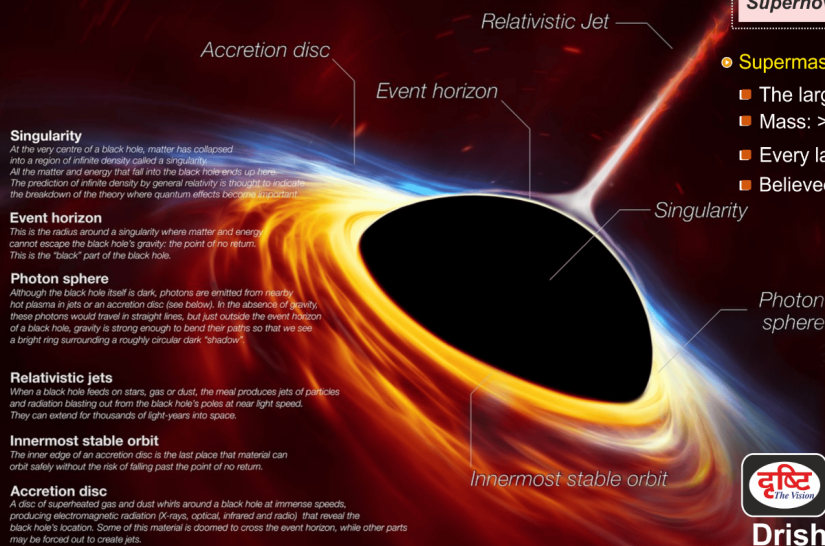 Relativistic Jet
Accretion disc
Event horizon
Singularity
At the very centre of a black hole, matter has collapsed
into a region of infinite density called a singularity.
All the matter and energy that fall into the black hole ends up here.
The prediction of infinite density by general relativity is thought to indicate
the breakdown of the theory where quantum effects become important.
Event horizon
This is the radius around a singularity where matter and energy
cannot escape the black hole's gravity: the point of no return.
This is the "black" part of the black hole.
Photon sphere
Although the black hole itself is dark, photons are emitted from nearby
hot plasma in jets or an accretion disc (see below). In the absence of gravity,
these photons would travel in straight lines, but just outside the event horizon
of a black hole, gravity is strong enough to bend their paths so that we see
a bright ring surrounding a roughly circular dark "shadow".
Relativistic jets
When a black hole feeds on stars, gas or dust, the meal produces jets of particles
and radiation blasting out from the black hole's poles at near light speed.
They can extend for thousands of light-years into space.
Innermost stable orbit
The inner edge of an accretion disc is the last place that material can
orbit safely without the risk of falling past the point of no return.
Accretion disc
A disc of superheated gas and dust whirls around a black hole at immense speeds,
producing electromagnetic radiation (X-rays, optical, infrared and radio) that reveal the
black hole's location. Some of this material is doomed to cross the event horizon, while other parts
may be forced out to create jets.
Singularity
Photon
sphere
Innermost stable orbit
Supernov
Supermas
The larg
Mass: >
Every la
Believed
दृष्टि
The Vision
Drish